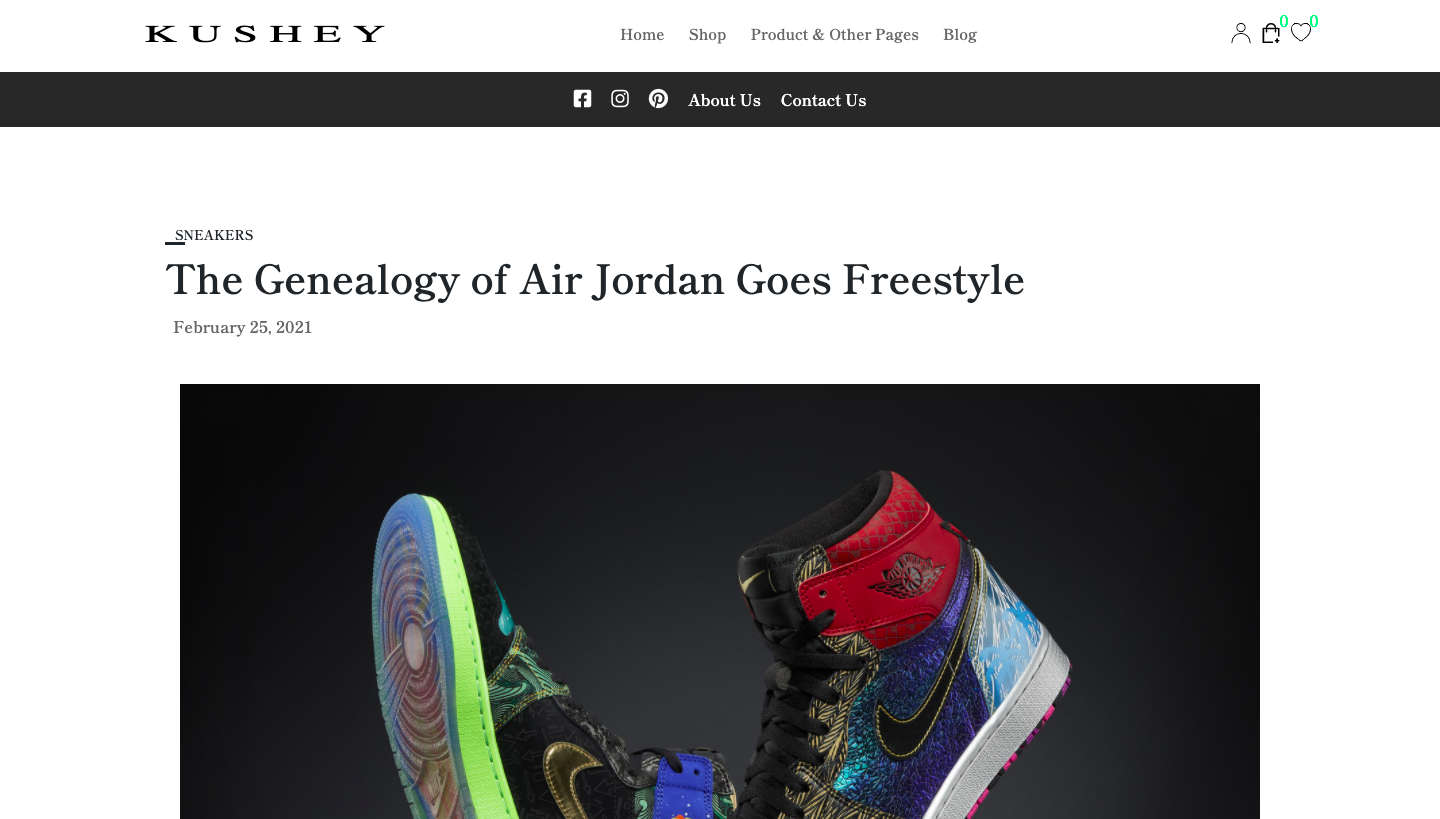 KUSHEY
Home Shop Product & Other Pages Blog
0 0
About Us Contact Us
SNEAKERS
The Genealogy of Air Jordan Goes Freestyle
February 25, 2021